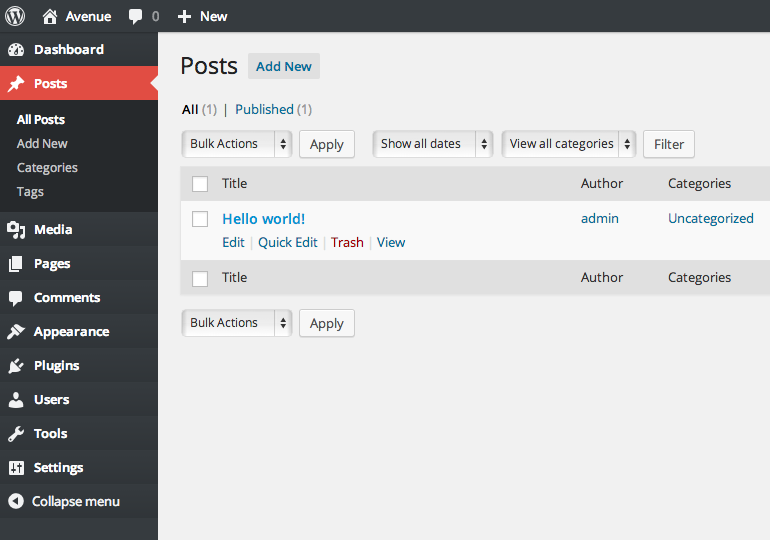 Avenue 0 New
Dashboard
Posts
All Posts
Add New
Categories
Tags
Media
Pages
Comments
Appearance
Plugins
Users
Tools
Settings
Collapse menu
Posts Add New
All (1) | Published (1)
Bulk Actions Apply Show all dates View all categories Filter
Title Author Categories
Hello world! admin Uncategorized
Edit | Quick Edit | Trash | View
Title Author Categories
Bulk Actions Apply